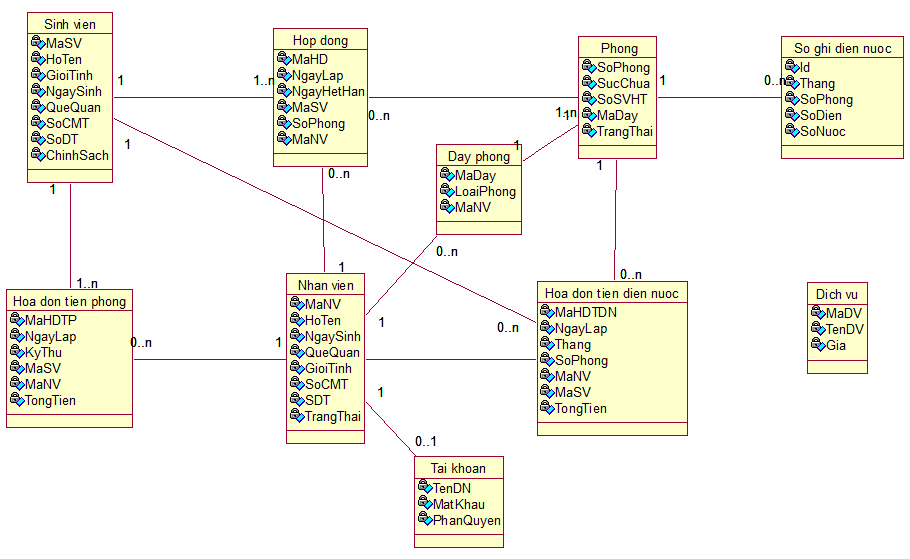 Sinh vien
MaSV
HoTen
GioiTinh
NgaySinh
QueQuan
SoCMT
SoDT
ChinhSach
1
1..n
1
1
Hop dong
MaHD
NgayLap
NgayHetHan
MaSV
SoPhong
MaNV
0..n
0..n
Phong
SoPhong
SucChua
SoSVHT
MaDay
TrangThai
1
0..n
1..n
1
1
So ghi dien nuoc
Id
Thang
SoPhong
SoDien
SoNuoc
Day phong
MaDay
LoaiPhong
MaNV
1
0..n
1..n
Hoa don tien phong
MaHDTP
NgayLap
KyThu
MaSV
MaNV
TongTien
0..n
1
1
Nhan vien
MaNV
HoTen
NgaySinh
QueQuan
GioiTinh
SoCMT
SDT
TrangThai
1
1
0..n
0..n
Hoa don tien dien nuoc
MaHDTDN
NgayLap
Thang
SoPhong
MaNV
MaSV
TongTien
Dich vu
MaDV
TenDV
Gia
0..1
Tai khoan
TenDN
MatKhau
PhanQuyen